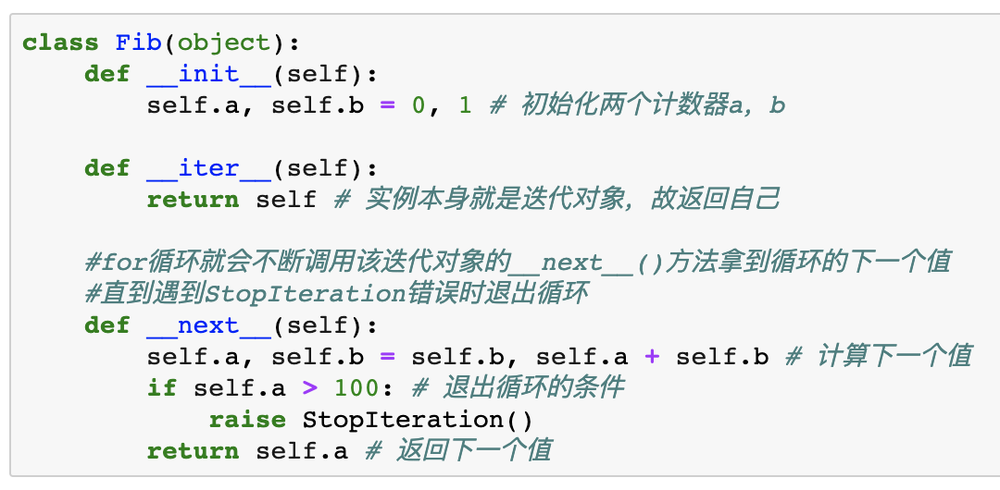 class Fib(object):
    def __init__(self):
        self.a, self.b = 0, 1 # 初始化两个计数器a，b

    def __iter__(self):
        return self # 实例本身就是迭代对象，故返回自己

    #for循环就会不断调用该迭代对象的__next__()方法拿到循环的下一个值
    #直到遇到StopIteration错误时退出循环
    def __next__(self):
        self.a, self.b = self.b, self.a + self.b # 计算下一个值
        if self.a > 100: # 退出循环的条件
            raise StopIteration()
        return self.a # 返回下一个值